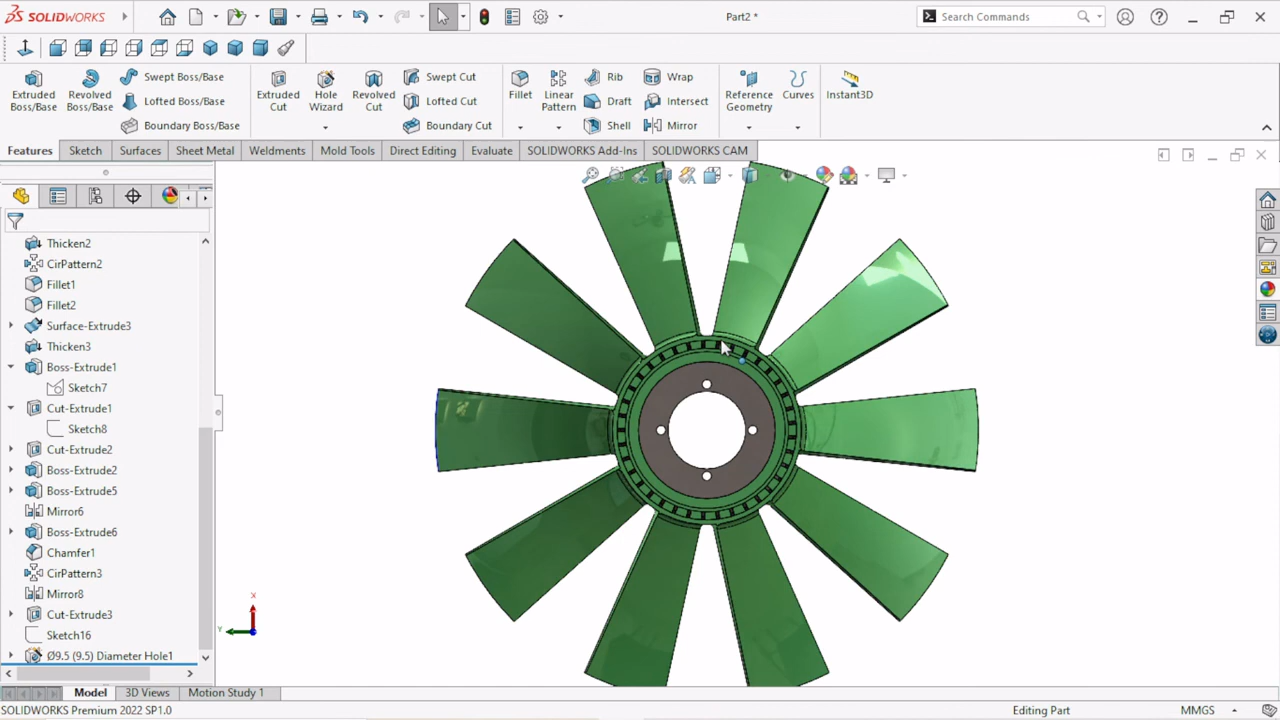 SOLIDWORKS
Part2 *
Search Commands
Extruded Boss/Base
Revolved Boss/Base
Swept Boss/Base
Lofted Boss/Base
Boundary Boss/Base
Extruded Cut
Hole Wizard
Revolved Cut
Swept Cut
Lofted Cut
Boundary Cut
Fillet
Linear Pattern
Rib
Draft
Shell
Wrap
Intersect
Mirror
Reference Geometry
Curves
Instant3D
Features
Sketch
Surfaces
Sheet Metal
Weldments
Mold Tools
Direct Editing
Evaluate
SOLIDWORKS Add-Ins
SOLIDWORKS CAM
Thicken2
CirPattern2
Fillet1
Fillet2
Surface-Extrude3
Thicken3
Boss-Extrude1
Sketch7
Cut-Extrude1
Sketch8
Cut-Extrude2
Boss-Extrude2
Boss-Extrude5
Mirror6
Boss-Extrude6
Chamfer1
CirPattern3
Mirror8
Cut-Extrude3
Sketch16
Ø9.5 (9.5) Diameter Hole1
X
Y
Model
3D Views
Motion Study 1
SOLIDWORKS Premium 2022 SP1.0
Editing Part
MMGS